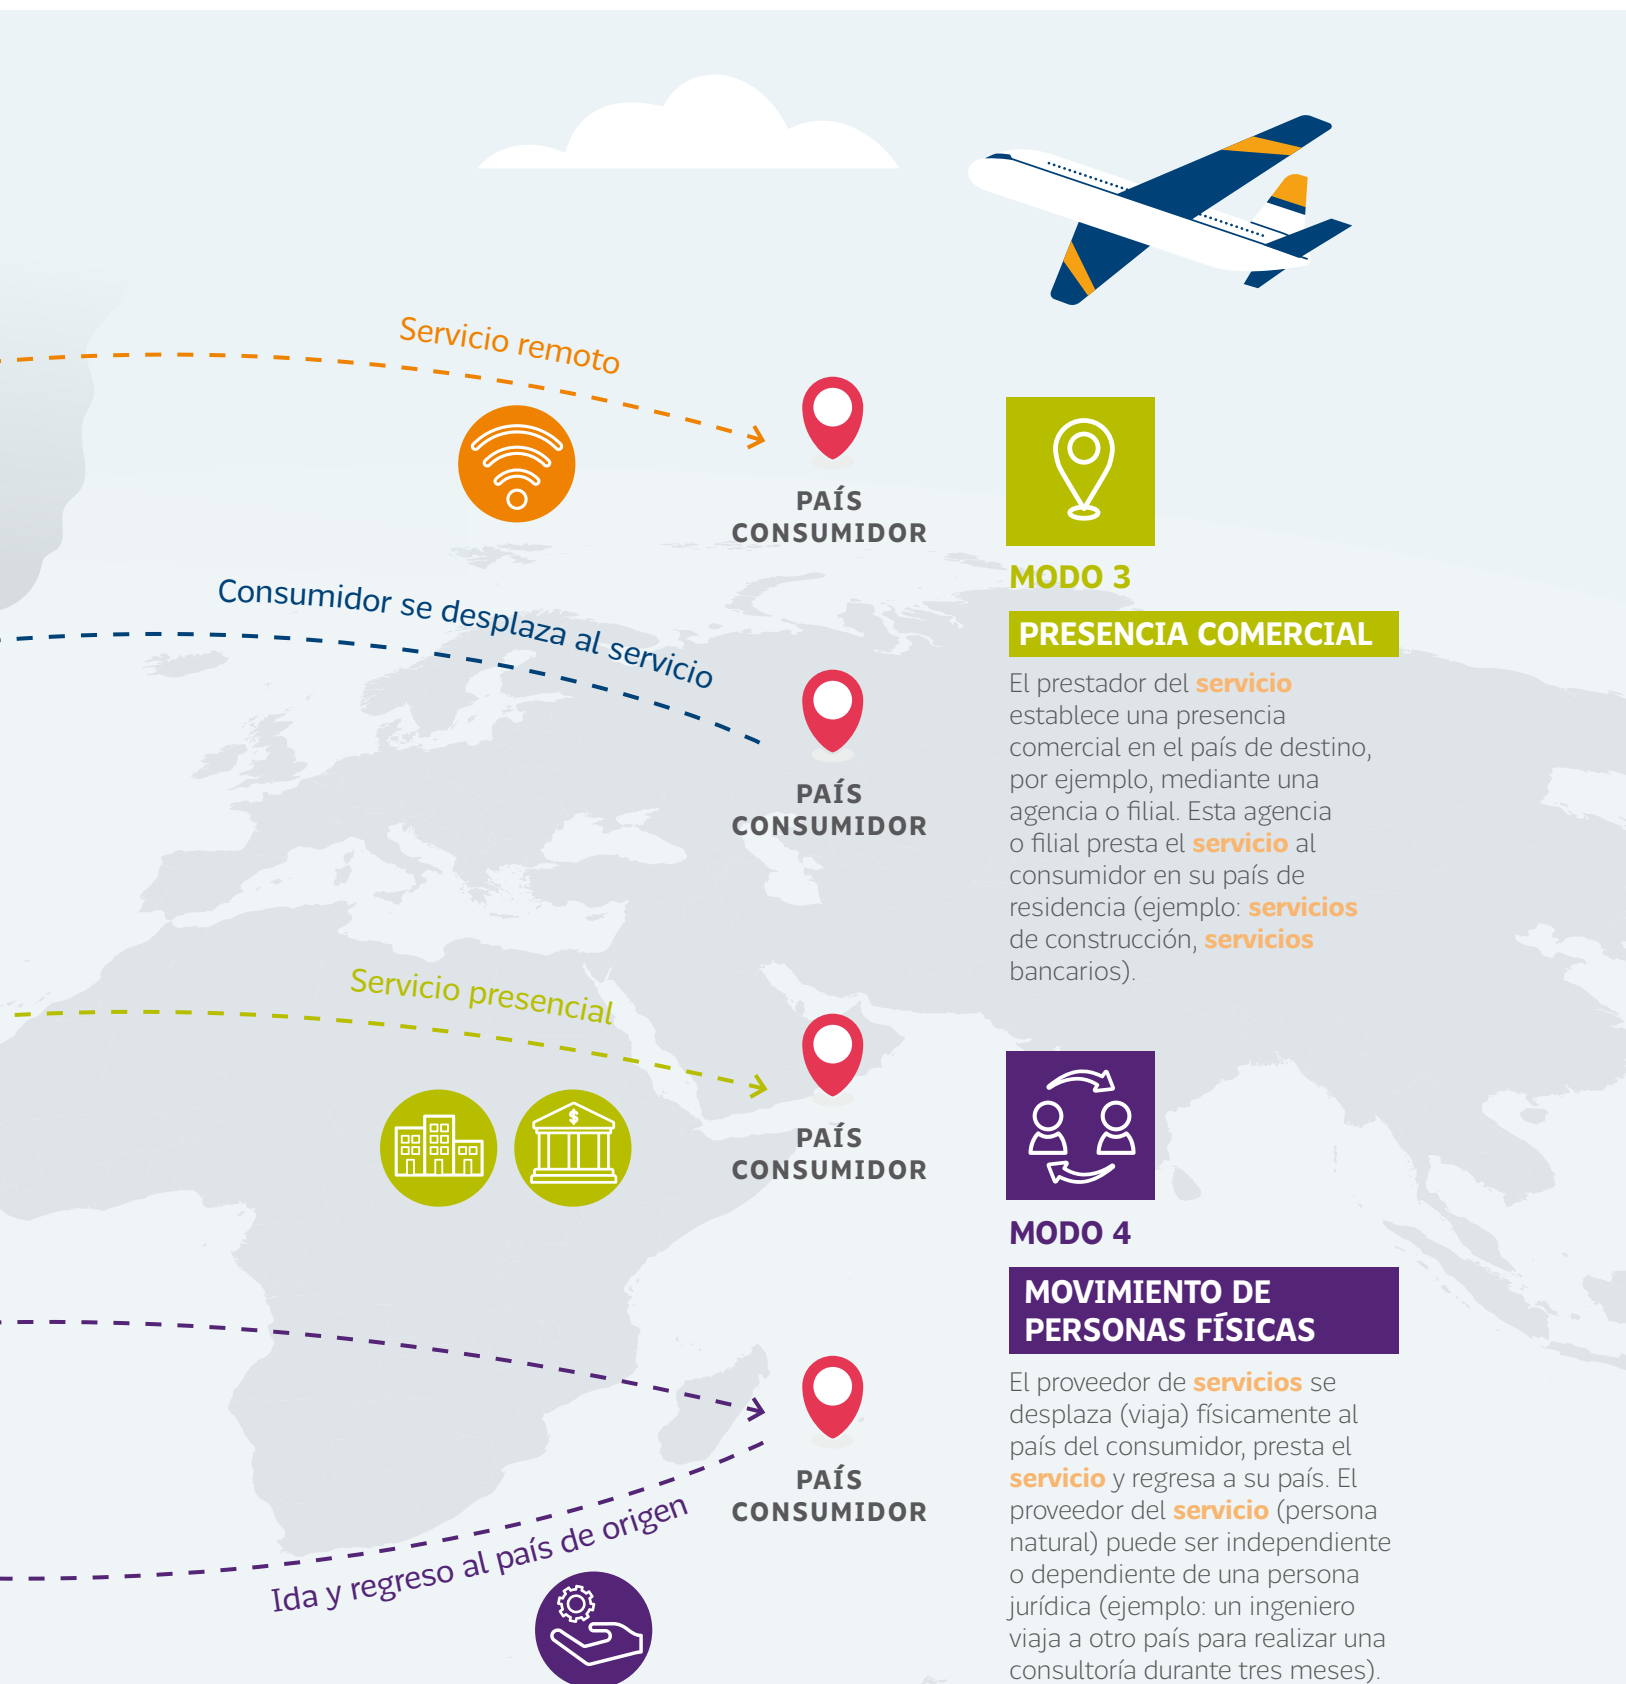 Servicio remoto
PAÍS
CONSUMIDOR
Consumidor se desplaza al servicio
PAÍS
CONSUMIDOR
Servicio presencial
PAÍS
CONSUMIDOR
$
PAÍS
CONSUMIDOR
Ida y regreso al país de origen
MODO 3
PRESENCIA COMERCIAL
El prestador del servicio
establece una presencia
comercial en el país de destino,
por ejemplo, mediante una
agencia o filial. Esta agencia
o filial presta el servicio al
consumidor en su país de
residencia (ejemplo: servicios
de construcción, servicios
bancarios).
MODO 4
MOVIMIENTO DE
PERSONAS FÍSICAS
El proveedor de servicios se
desplaza (viaja) físicamente al
país del consumidor, presta el
servicio y regresa a su país. El
proveedor del servicio (persona
natural) puede ser independiente
o dependiente de una persona
jurídica (ejemplo: un ingeniero
viaja a otro país para realizar una
consultoría durante tres meses).